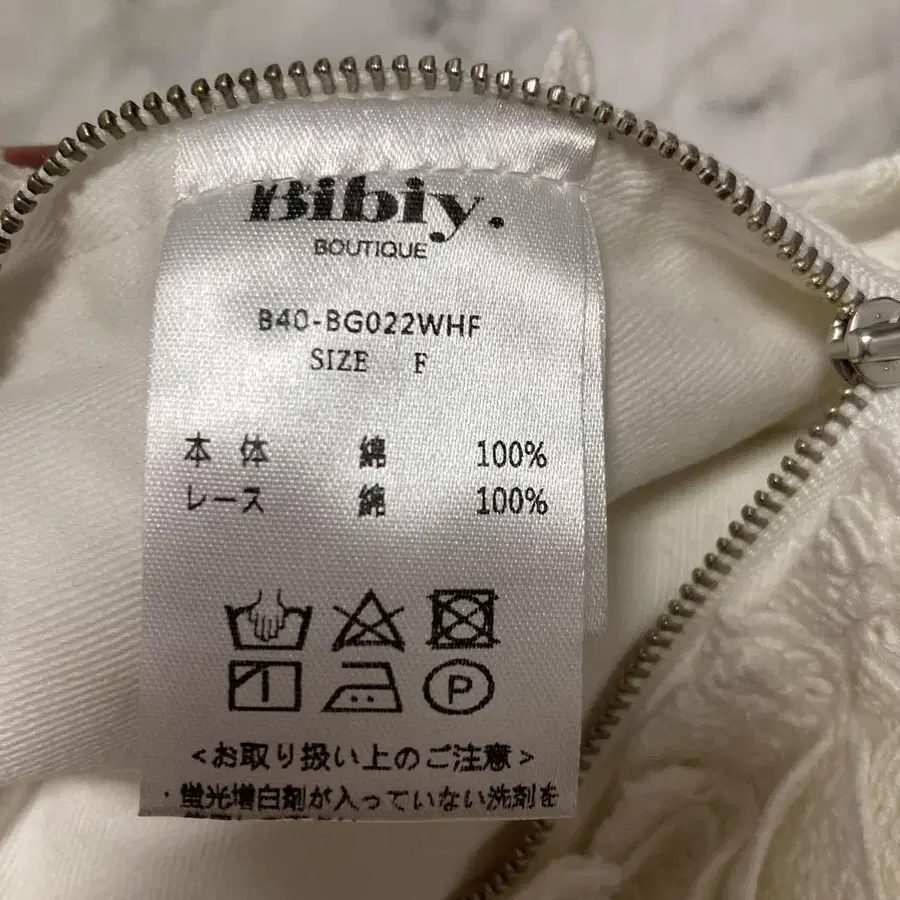 Bibiy.
BOUTIQUE
B40-BG022WHF
SIZE F
本体 綿 100%
レース 綿 100%
P
<お取り扱い上のご注意>
・蛍光増白剤が入っていない洗剤を